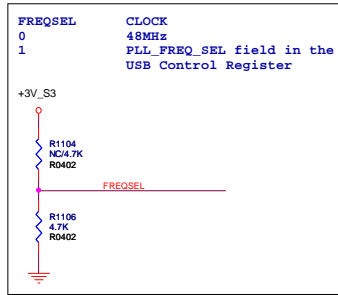 FREQSEL CLOCK
0 48MHz
1 PLL_FREQ_SEL field in the
USB Control Register
+3V_S3
R1104
NC/4.7K
R0402
FREQSEL
R1106
4.7K
R0402